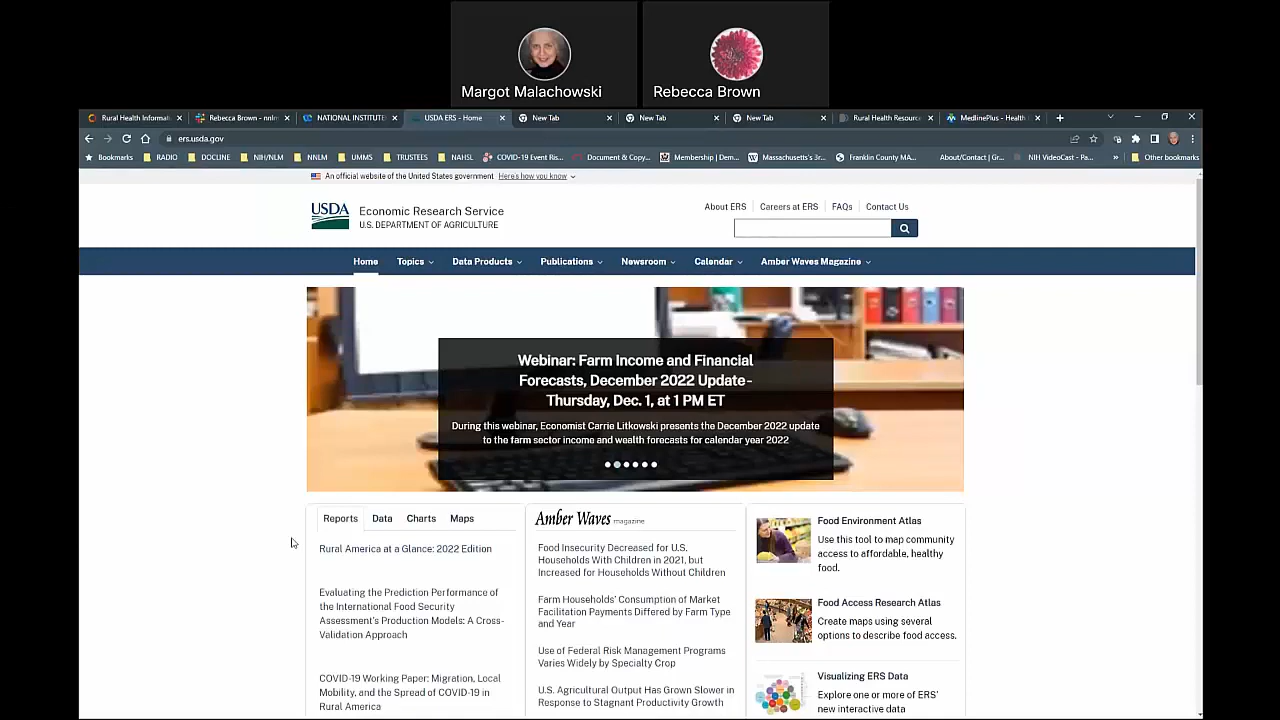 Margot Malachowski
Rebecca Brown
Rural Health Informat
Rebecca Brown - nnlm
NATIONAL INSTITUTE
USDA ERS - Home
New Tab
New Tab
New Tab
Rural Health Resourc
MedlinePlus - Health
ers.usda.gov
Bookmarks
RADIO
DOCLINE
NIH/NLM
NNLM
UMMS
TRUSTEES
NAHSL
COVID-19 Event Ris...
Document & Copy...
Membership | Dem...
Massachusetts's 3r...
Franklin County MA...
About/Contact | Gr...
NIH VideoCast - Pa...
»
Other bookmarks
An official website of the United States government Here's how you know
USDA
Economic Research Service
U.S. DEPARTMENT OF AGRICULTURE
About ERS
Careers at ERS
FAQs
Contact Us
Home
Topics
Data Products
Publications
Newsroom
Calendar
Amber Waves Magazine
Webinar: Farm Income and Financial
Forecasts, December 2022 Update-
Thursday, Dec. 1, at 1 PM ET
During this webinar, Economist Carrie Litkowski presents the December 2022 update
to the farm sector income and wealth forecasts for calendar year 2022
Reports
Data
Charts
Maps
Rural America at a Glance: 2022 Edition
Evaluating the Prediction Performance of
the International Food Security
Assessment's Production Models: A Cross-
Validation Approach
COVID-19 Working Paper: Migration, Local
Mobility, and the Spread of COVID-19 in
Rural America
Amber Waves magazine
Food Insecurity Decreased for U.S.
Households With Children in 2021, but
Increased for Households Without Children
Farm Households' Consumption of Market
Facilitation Payments Differed by Farm Type
and Year
Use of Federal Risk Management Programs
Varies Widely by Specialty Crop
U.S. Agricultural Output Has Grown Slower in
Response to Stagnant Productivity Growth
Food Environment Atlas
Use this tool to map community
access to affordable, healthy
food.
Food Access Research Atlas
Create maps using several
options to describe food access.
Visualizing ERS Data
Explore one or more of ERS'
new interactive data